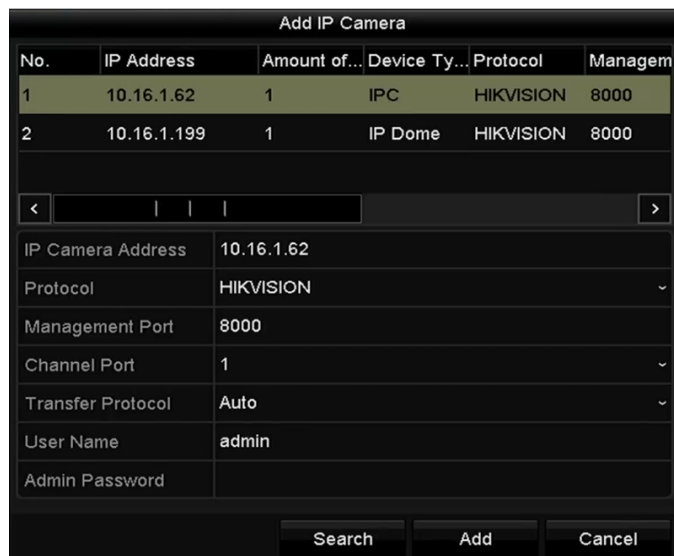 Add IP Camera
No. IP Address Amount of... Device Ty... Protocol Managem
1 10.16.1.62 1 IPC HIKVISION 8000
2 10.16.1.199 1 IP Dome HIKVISION 8000
IP Camera Address 10.16.1.62
Protocol HIKVISION
Management Port 8000
Channel Port 1
Transfer Protocol Auto
User Name admin
Admin Password
Search Add Cancel